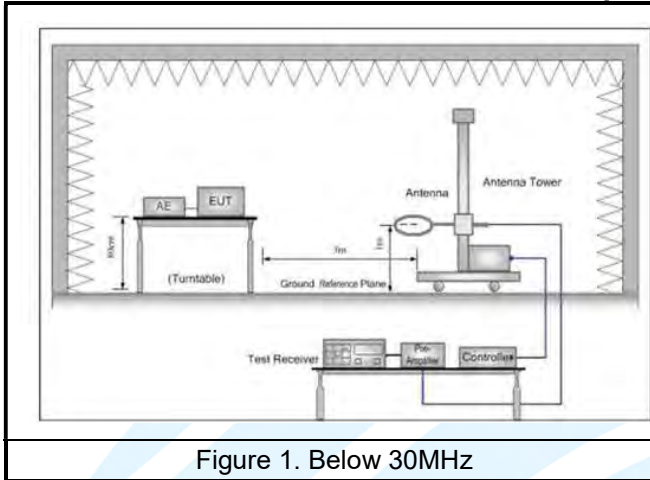 Antenna Tower
Antenna
EUT
AE
80cm
1m
(Turntable)
Ground Reference Plane
Test Receiver
Pre-
Amplifier
Controller
Figure 1. Below 30MHz